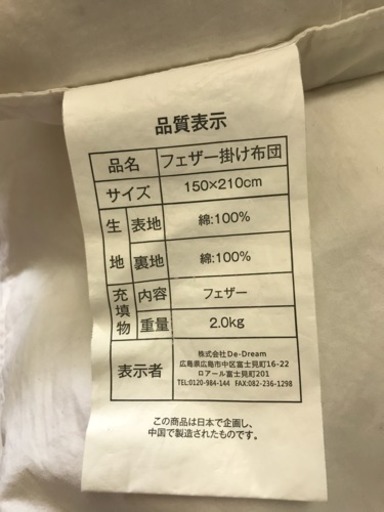 品質表示
品名 フェザー掛け布団
サイズ 150×210cm
生地 表地 綿:100%
裏地 綿:100%
充填物 内容 フェザー
重量 2.0kg
表示者 株式会社De-Dream
広島県広島市中区富士見町16-22
ロアール富士見町201
TEL:0120-984-144 FAX:082-236-1298
この商品は日本で企画し、
中国で製造されたものです。